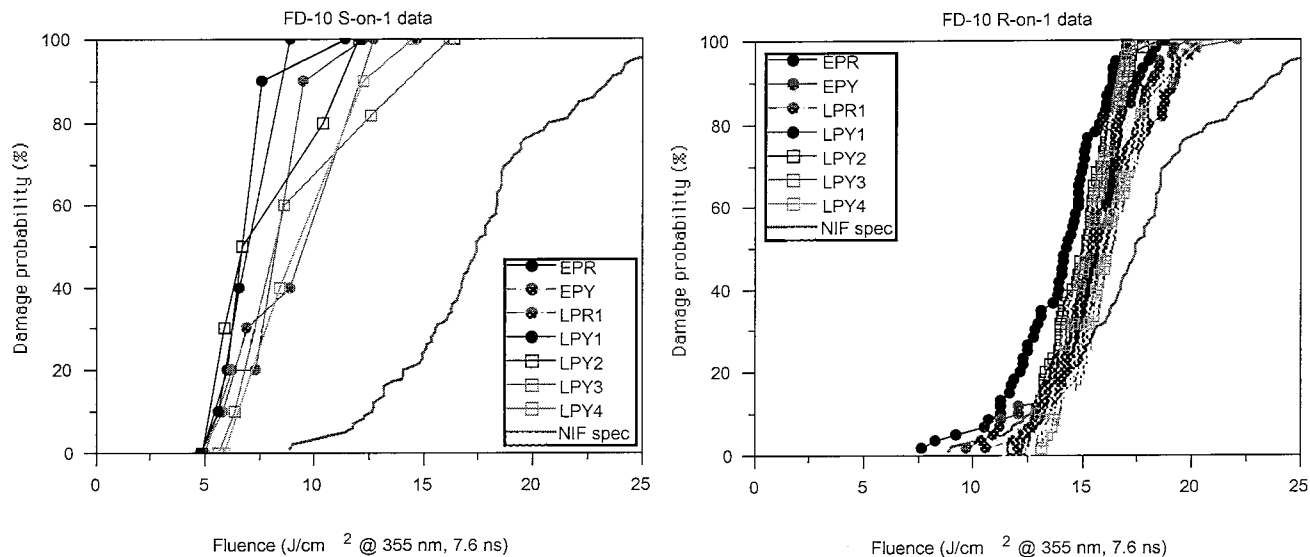 FD-10 S-on-1 data
100
80
60
40
20
0
Damage probability (%)
0 5 10 15 20 25
EPR
EPY
LPR1
LPY1
LPY2
LPY3
LPY4
NIF spec
Fluence (J/cm 2 @ 355 nm, 7.6 ns)
FD-10 R-on-1 data
100
80
60
40
20
0
Damage probability (%)
0 5 10 15 20 25
EPR
EPY
LPR1
LPY1
LPY2
LPY3
LPY4
NIF spec
Fluence (J/cm 2 @ 355 nm, 7.6 ns)